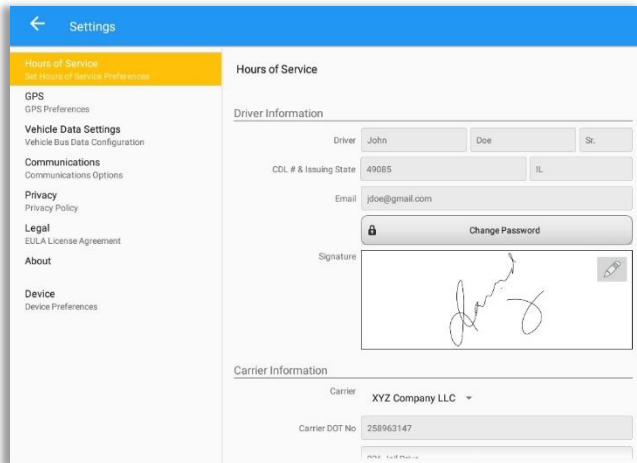 Settings
Hours of Service
Set Hours of Service Preferences
GPS
GPS Preferences
Vehicle Data Settings
Vehicle Bus Data Configuration
Communications
Communications Options
Privacy
Privacy Policy
Legal
EULA License Agreement
About
Device
Device Preferences
Hours of Service
Driver Information
Driver John Doe Sr.
CDL # & Issuing State 49085 IL
Email jdoe@gmail.com
Change Password
Signature
Carrier Information
Carrier XYZ Company LLC
Carrier DOT No 258963147